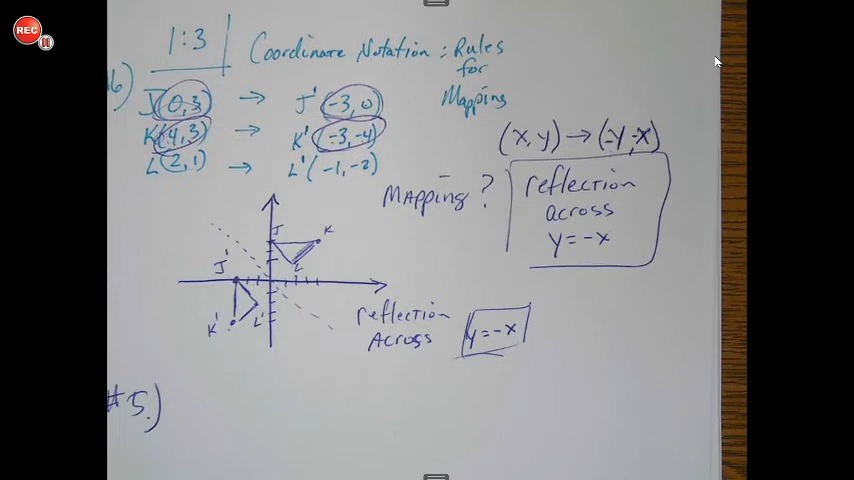 REC
1:3
Coordinate Notation: Rules
for
Mapping
16)
J(0,3) → J'(-3,0)
K(4,3) → K'(-3,-4)
L(2,1) → L'(-1,-2)
(x,y) → (-y,-x)
Mapping?
reflection
across
y=-x
J
K
L
J'
K'
L'
reflection
Across
y=-x
#5.)